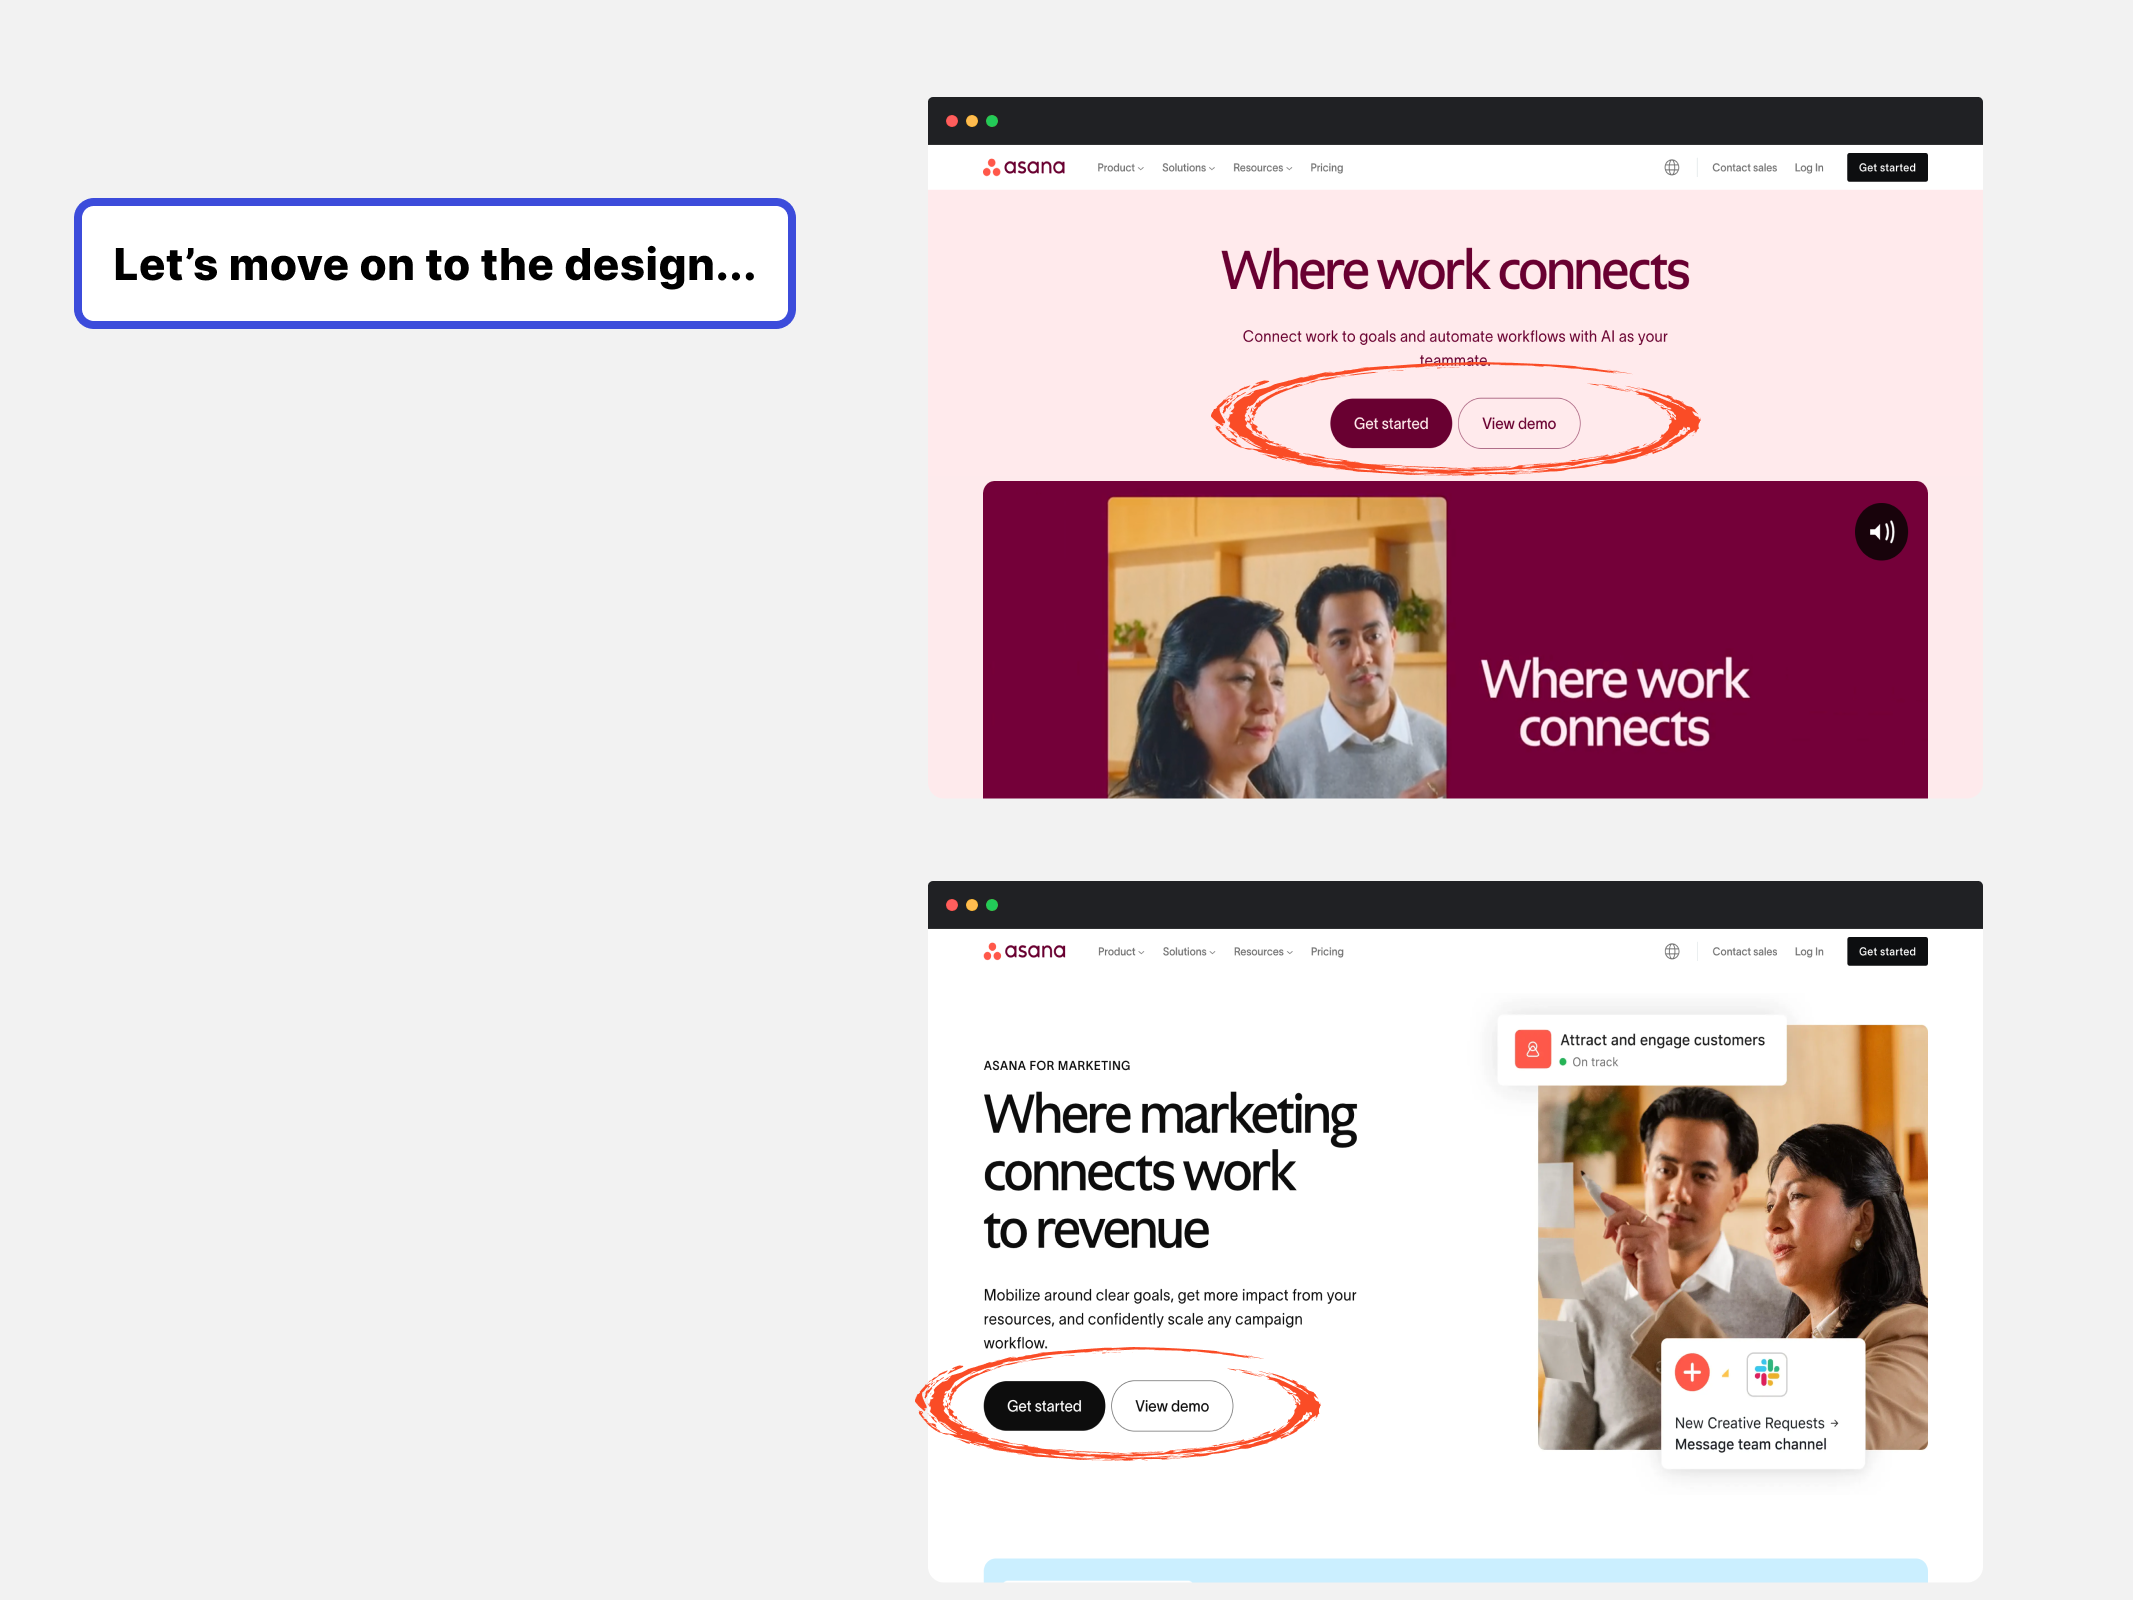 Let’s move on to the design...
asana
Product
Solutions
Resources
Pricing
Contact sales
Log In
Get started
Where work connects
Connect work to goals and automate workflows with AI as your
teammate.
Get started
View demo
Where work
connects
asana
Product
Solutions
Resources
Pricing
Contact sales
Log In
Get started
ASANA FOR MARKETING
Where marketing
connects work
to revenue
Mobilize around clear goals, get more impact from your
resources, and confidently scale any campaign
workflow.
Get started
View demo
Attract and engage customers
On track
New Creative Requests →
Message team channel